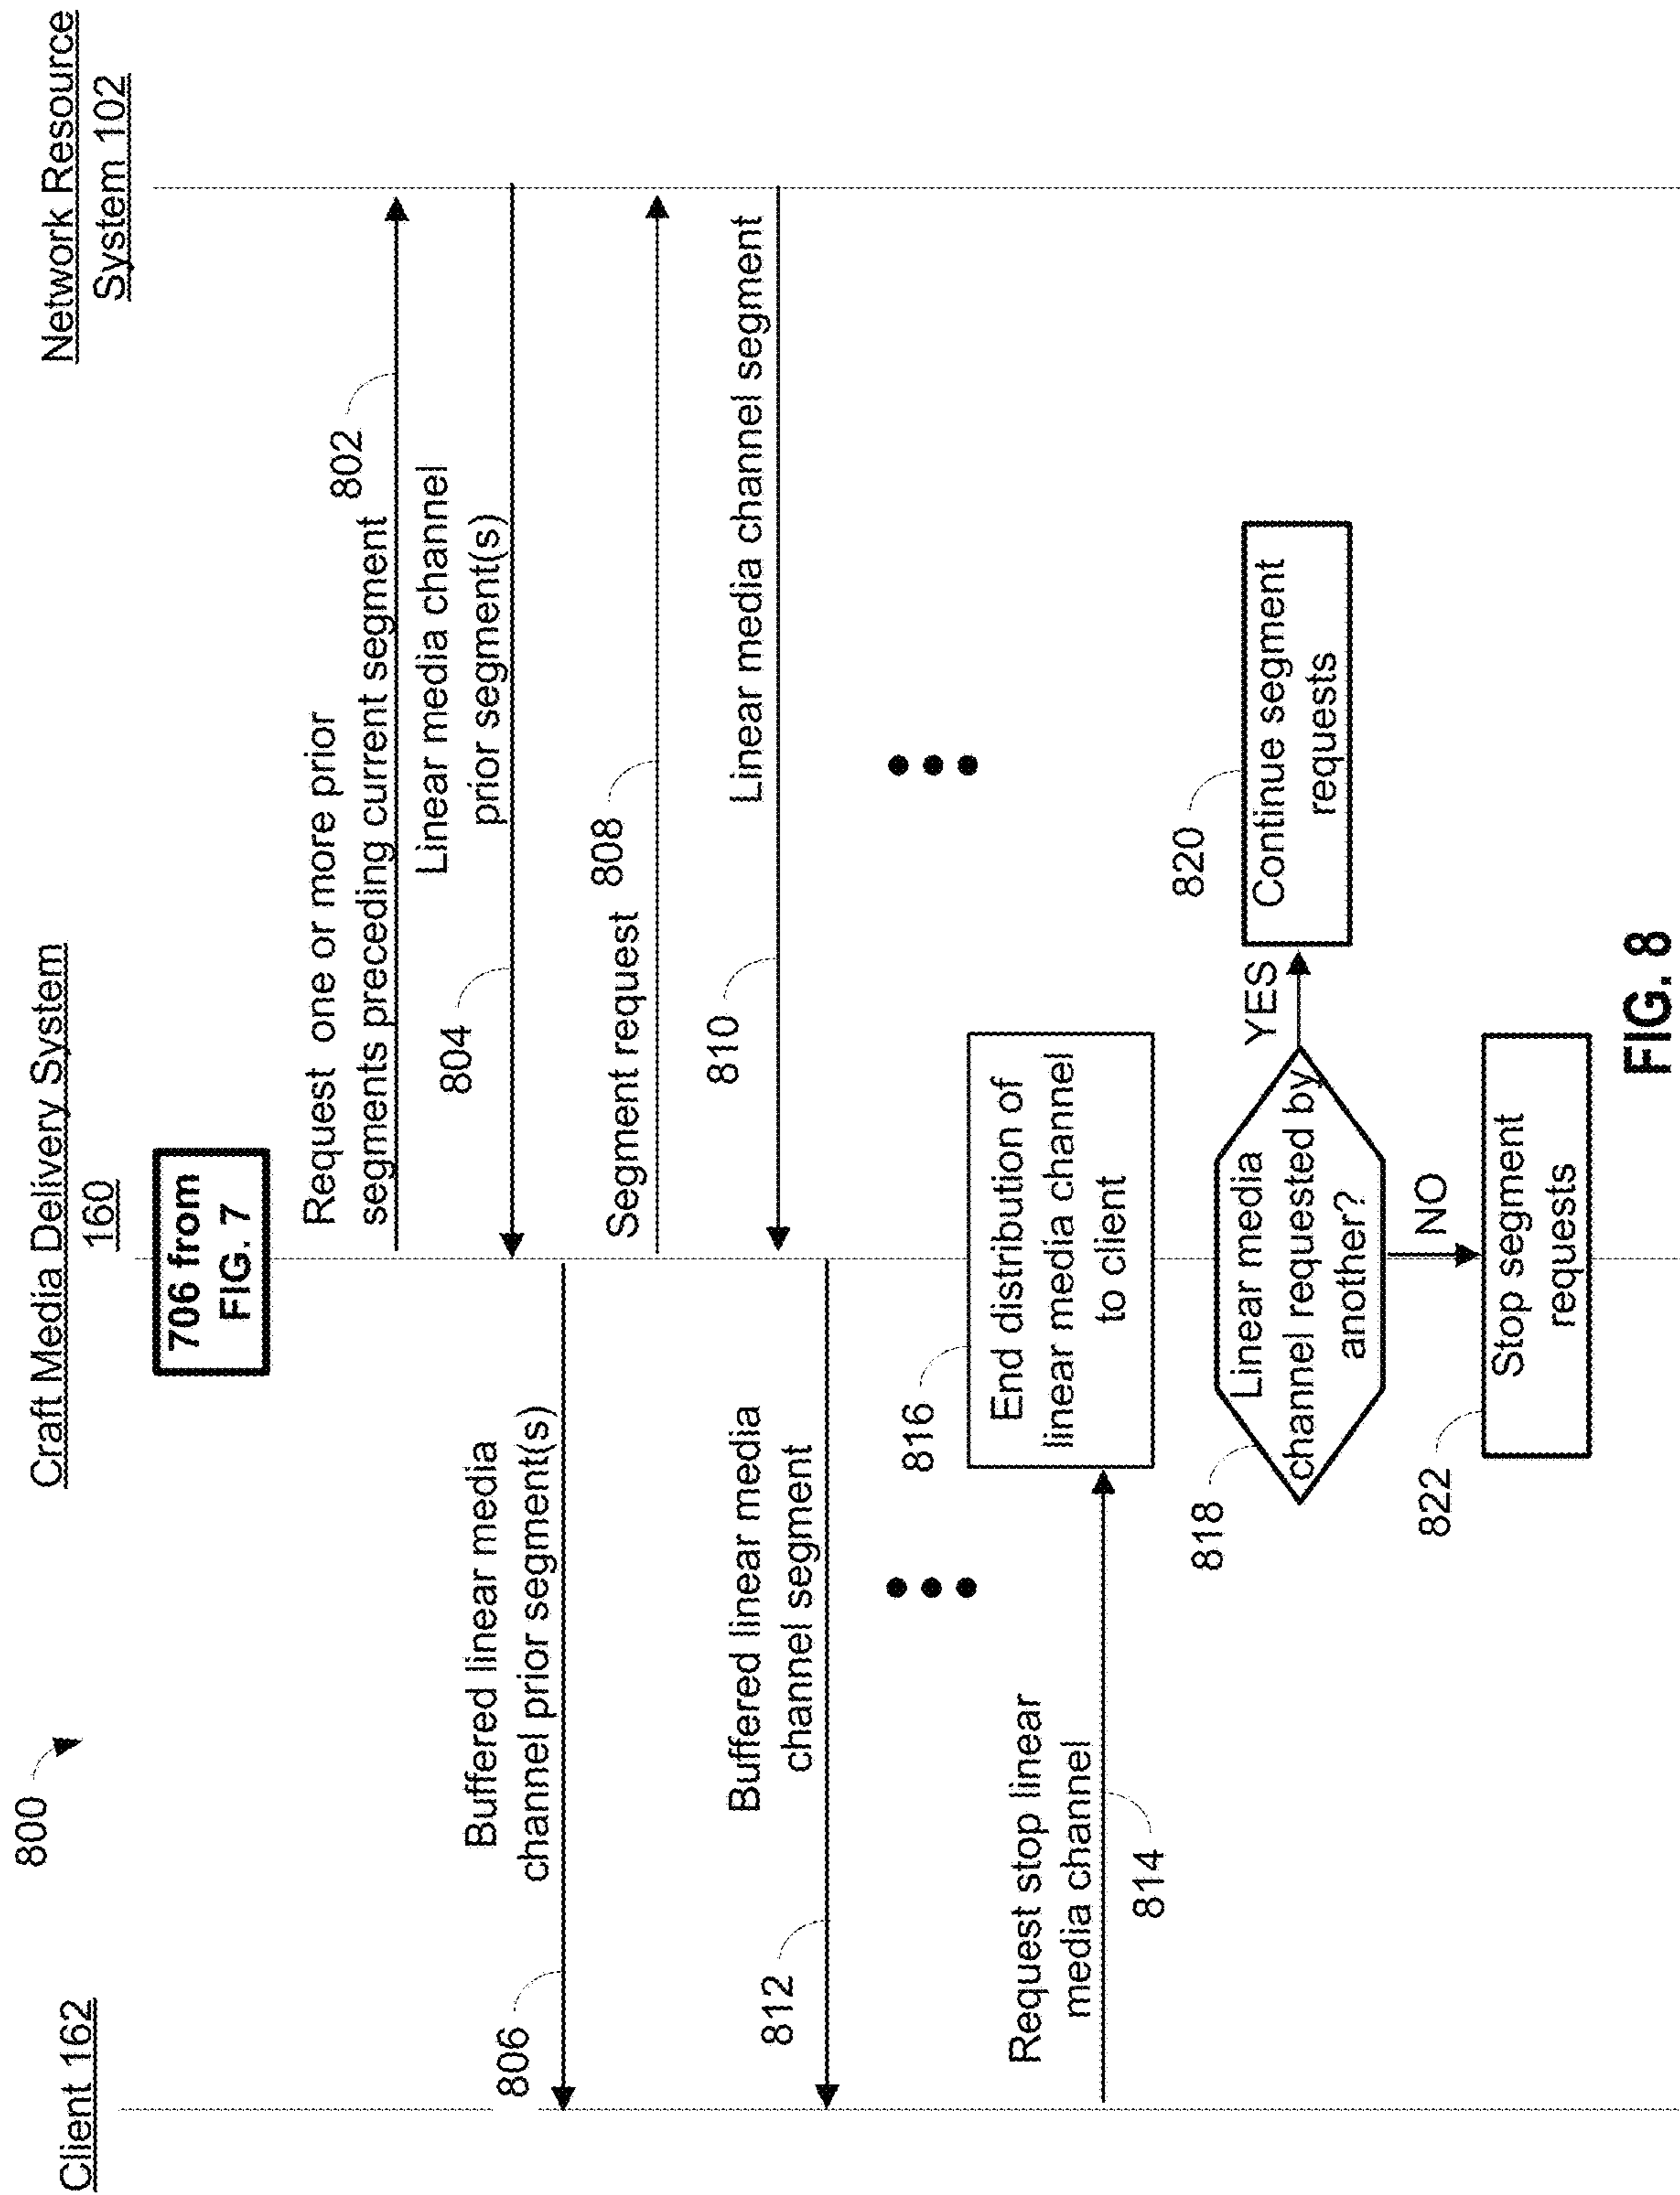 800
Client 162
Craft Media Delivery System
160
Network Resource
System 102
706 from
FIG. 7
Request one or more prior
segments preceding current segment
802
Linear media channel
prior segment(s)
804
Buffered linear media
channel prior segment(s)
806
Segment request
808
Linear media channel segment
810
Buffered linear media
channel segment
812
Request stop linear
media channel
814
816
End distribution of
linear media channel
to client
818
Linear media
channel requested by
another?
YES
820
Continue segment
requests
NO
822
Stop segment
requests
FIG. 8